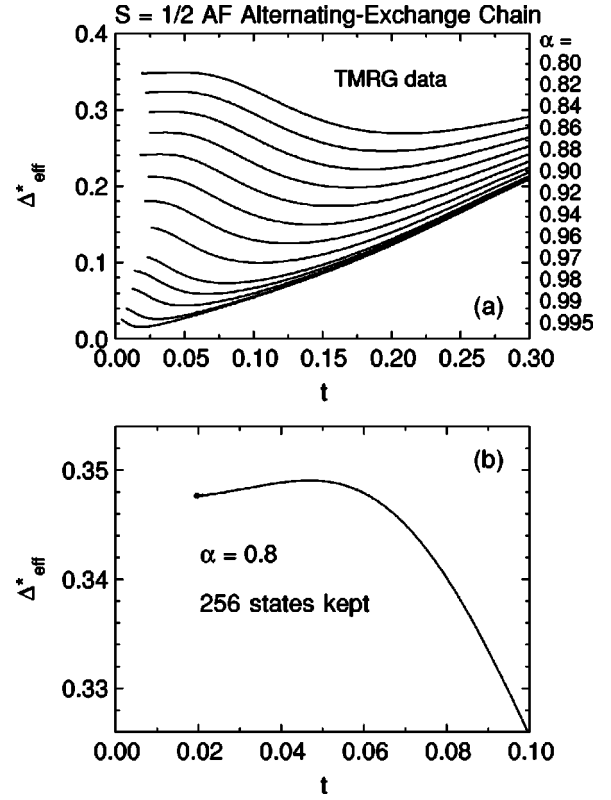 S = 1/2 AF Alternating-Exchange Chain
0.4
0.3
0.2
0.1
0.0
Δ*eff
TMRG data
(a)
α =
0.80
0.82
0.84
0.86
0.88
0.90
0.92
0.94
0.96
0.97
0.98
0.99
0.995
0.00 0.05 0.10 0.15 0.20 0.25 0.30
t
0.35
0.34
0.33
Δ*eff
(b)
α = 0.8
256 states kept
0.00 0.02 0.04 0.06 0.08 0.10
t